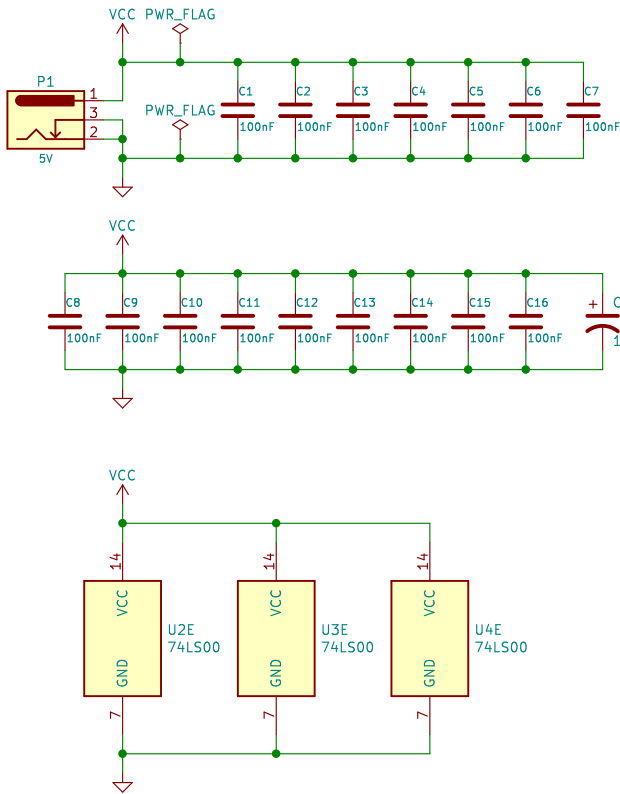 VCC PWR_FLAG
P1
1
3
2
5V
PWR_FLAG
C1 C2 C3 C4 C5 C6 C7
100nF 100nF 100nF 100nF 100nF 100nF 100nF
VCC
C8 C9 C10 C11 C12 C13 C14 C15 C16
+
100nF 100nF 100nF 100nF 100nF 100nF 100nF 100nF 100nF
VCC
14 14 14
VCC VCC VCC
U2E U3E U4E
74LS00 74LS00 74LS00
GND GND GND
7 7 7